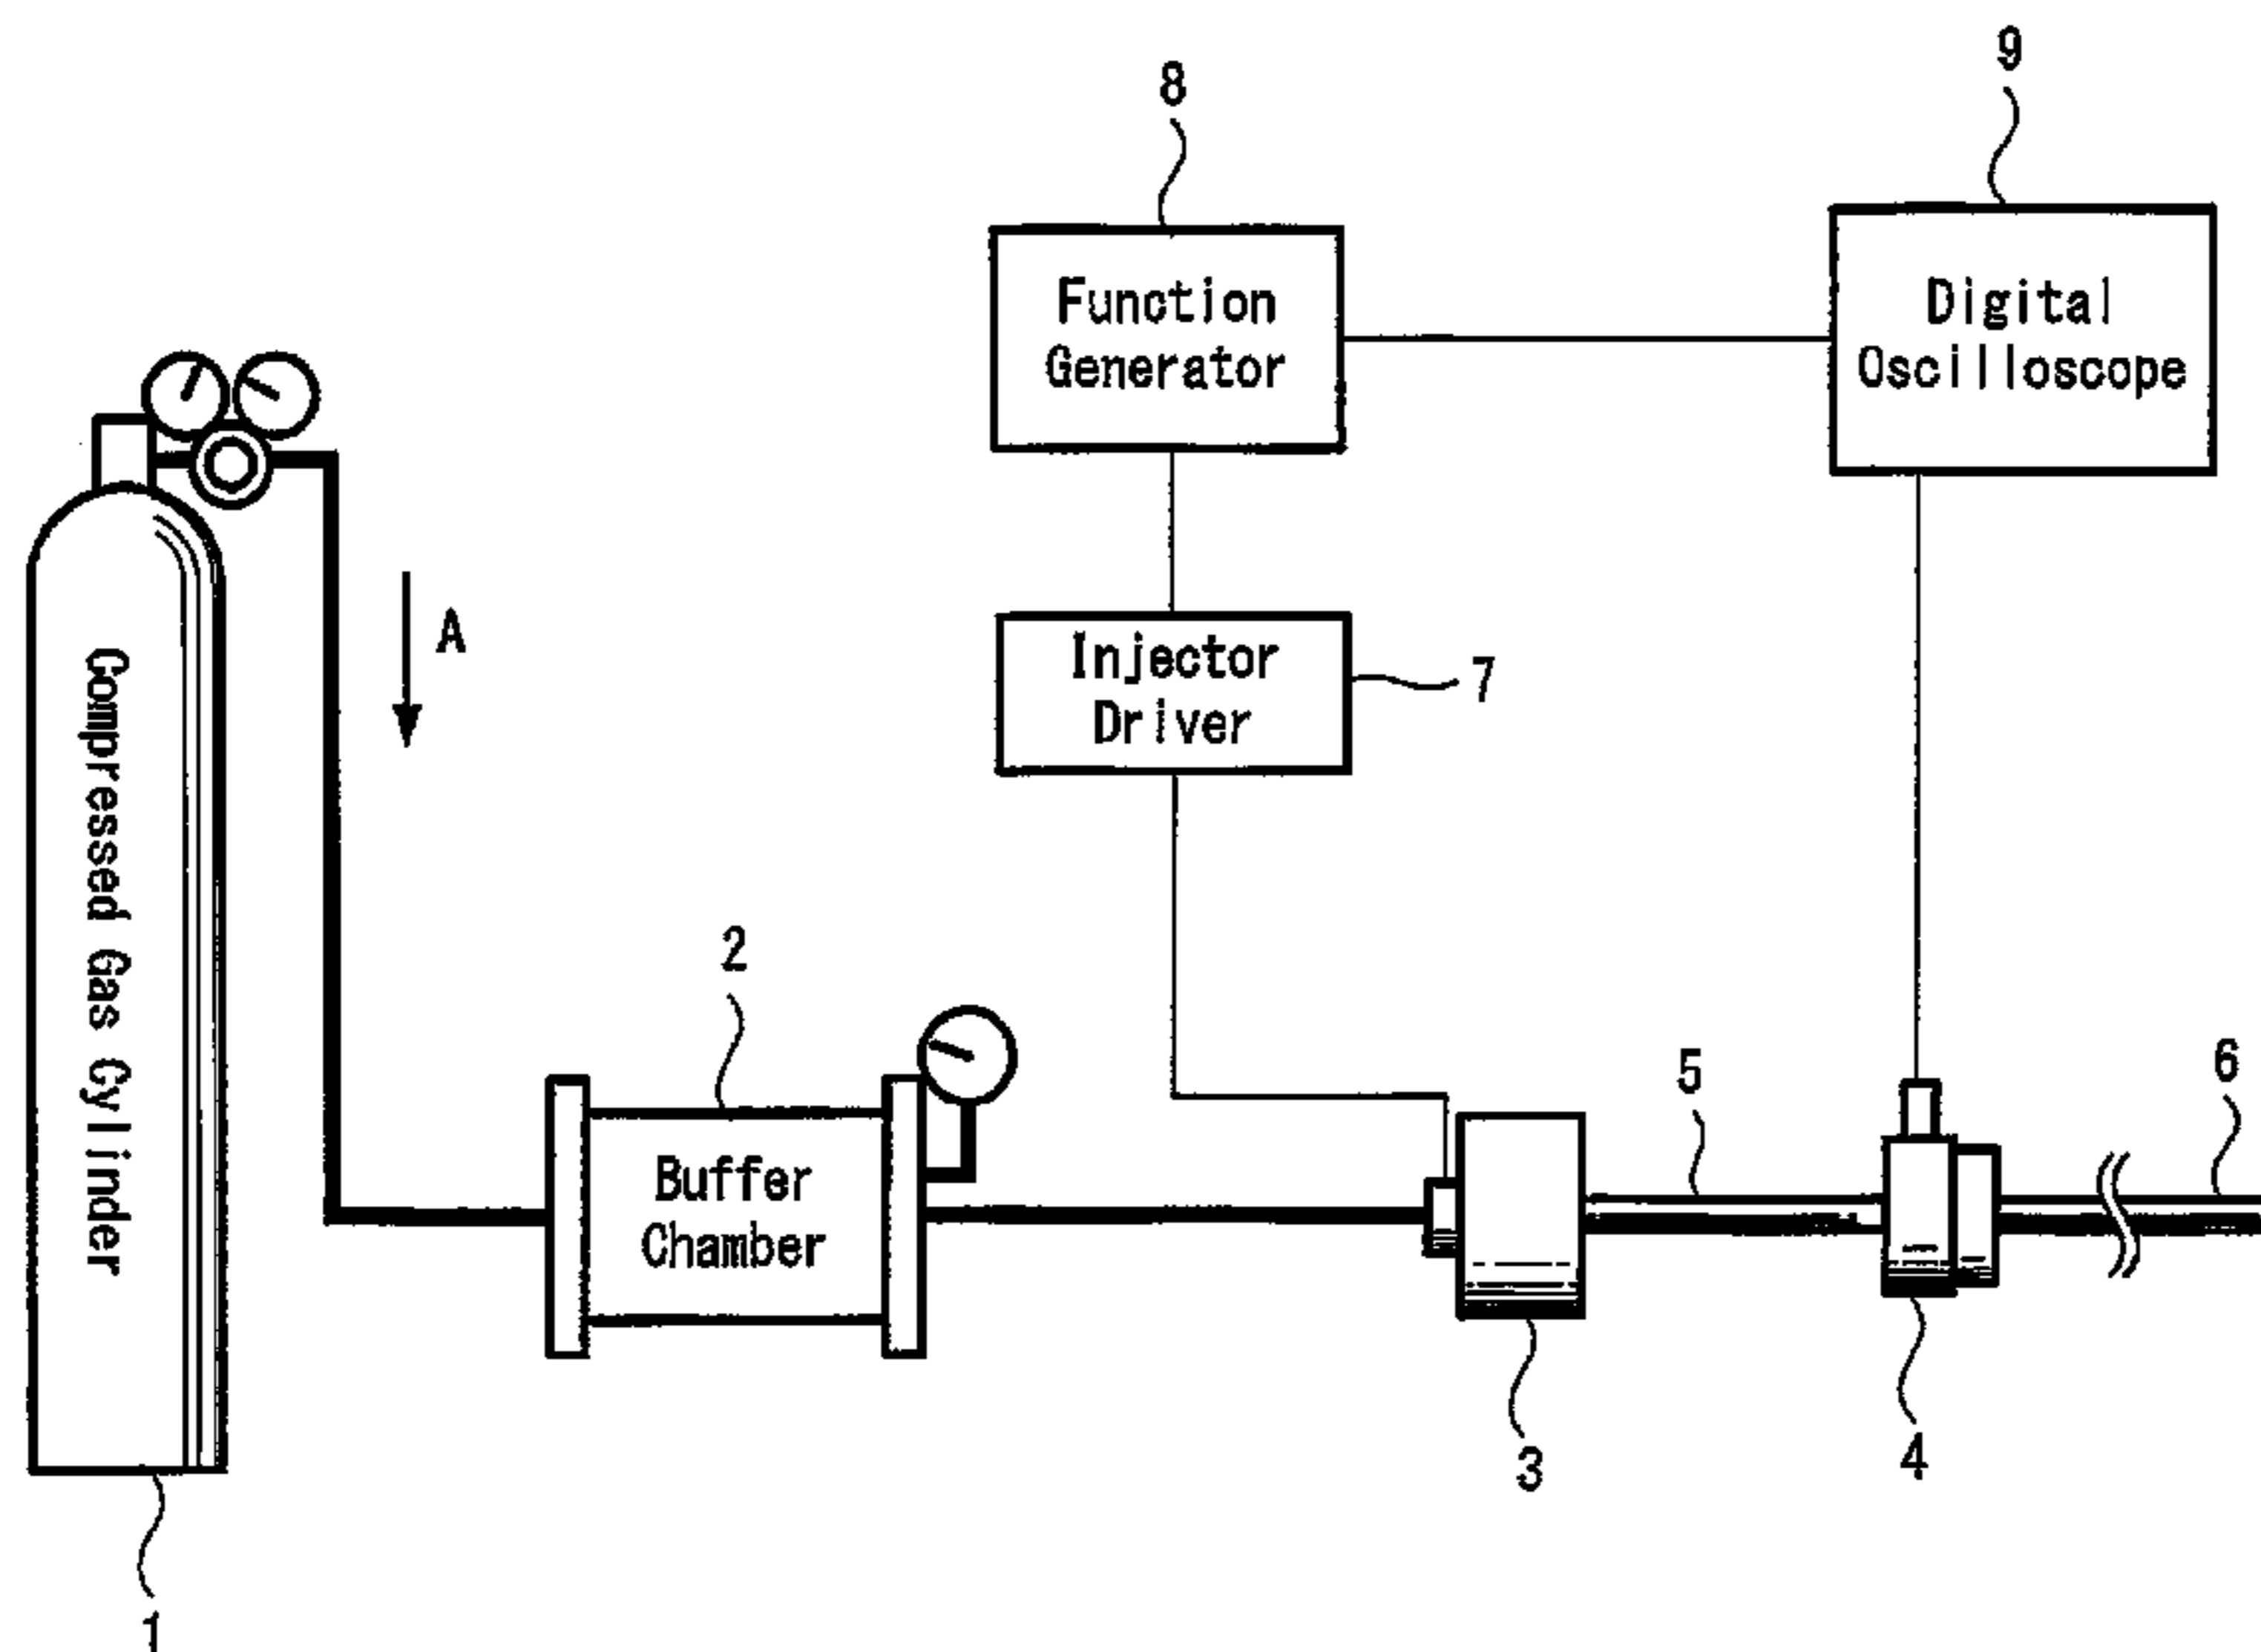 9
8
Function
Generator
Digital
Oscilloscope
A
Injector
Driver
7
Compressed Gas Cylinder
2
5
6
Buffer
Chamber
3
4
1